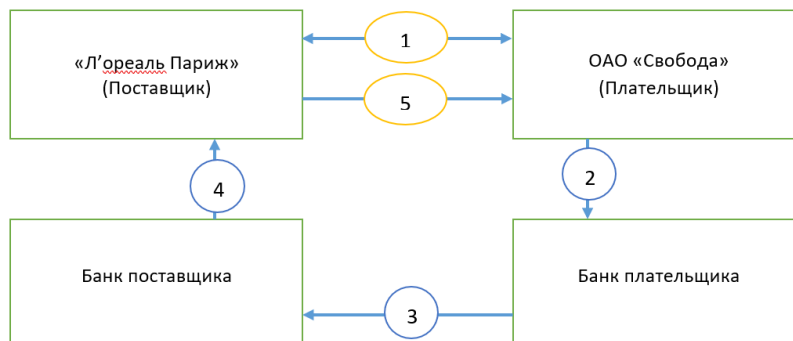 «Л’ореаль Париж»
(Поставщик)
1
5
ОАО «Свобода»
(Плательщик)
4
2
Банк поставщика
3
Банк плательщика